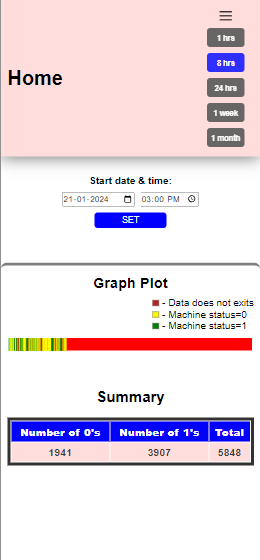 1 hrs
Home
8 hrs
24 hrs
1 week
1 month
Start date & time:
21-01-2024 03:00 PM
SET
Graph Plot
- Data does not exits
- Machine status=0
- Machine status=1
Summary
Number of 0's Number of 1's Total
1941 3907 5848